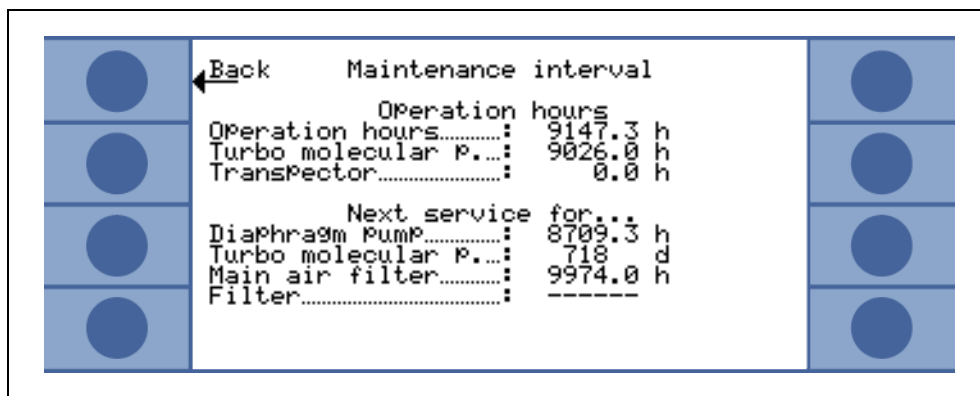 Back Maintenance interval
Operation hours
Operation hours..........: 9147.3 h
Turbo molecular p...: 9026.0 h
Transpector....................: 0.0 h
Next service for...
Diaphragm pump............: 8709.3 h
Turbo molecular p...: 718 d
Main air filter..........: 9974.0 h
Filter.................................: ------